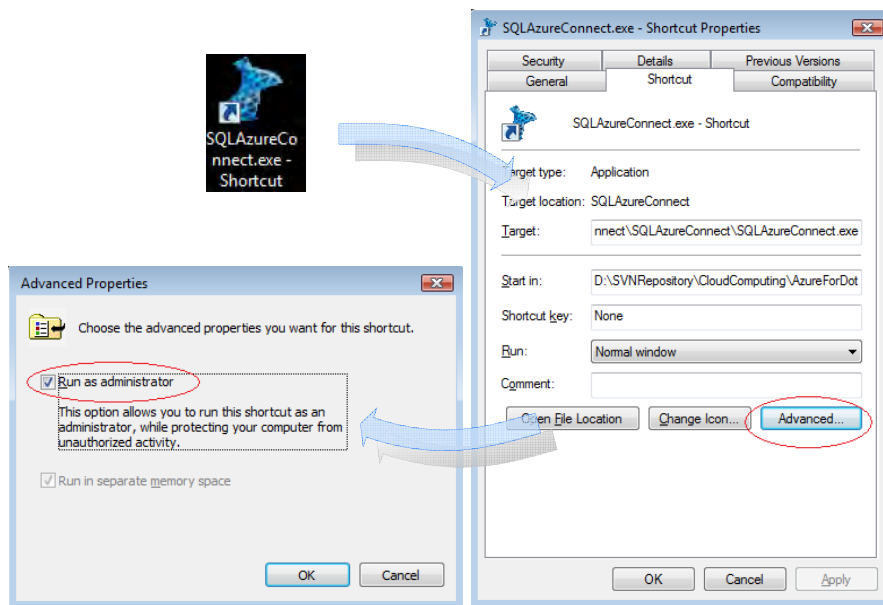 SQLAzureCo
nnect.exe -
Shortcut
SQLAzureConnect.exe - Shortcut Properties
Security Details Previous Versions
General Shortcut Compatibility
SQLAzureConnect.exe - Shortcut
Target type: Application
Target location: SQLAzureConnect
Target: nnect\SQLAzureConnect\SQLAzureConnect.exe
Start in: D:\SVNRepository\CloudComputing\AzureForDot
Shortcut key: None
Run: Normal window
Comment:
Open File Location Change Icon... Advanced...
OK Cancel Apply
Advanced Properties
Choose the advanced properties you want for this shortcut.
Run as administrator
This option allows you to run this shortcut as an
administrator, while protecting your computer from
unauthorized activity.
Run in separate memory space
OK Cancel